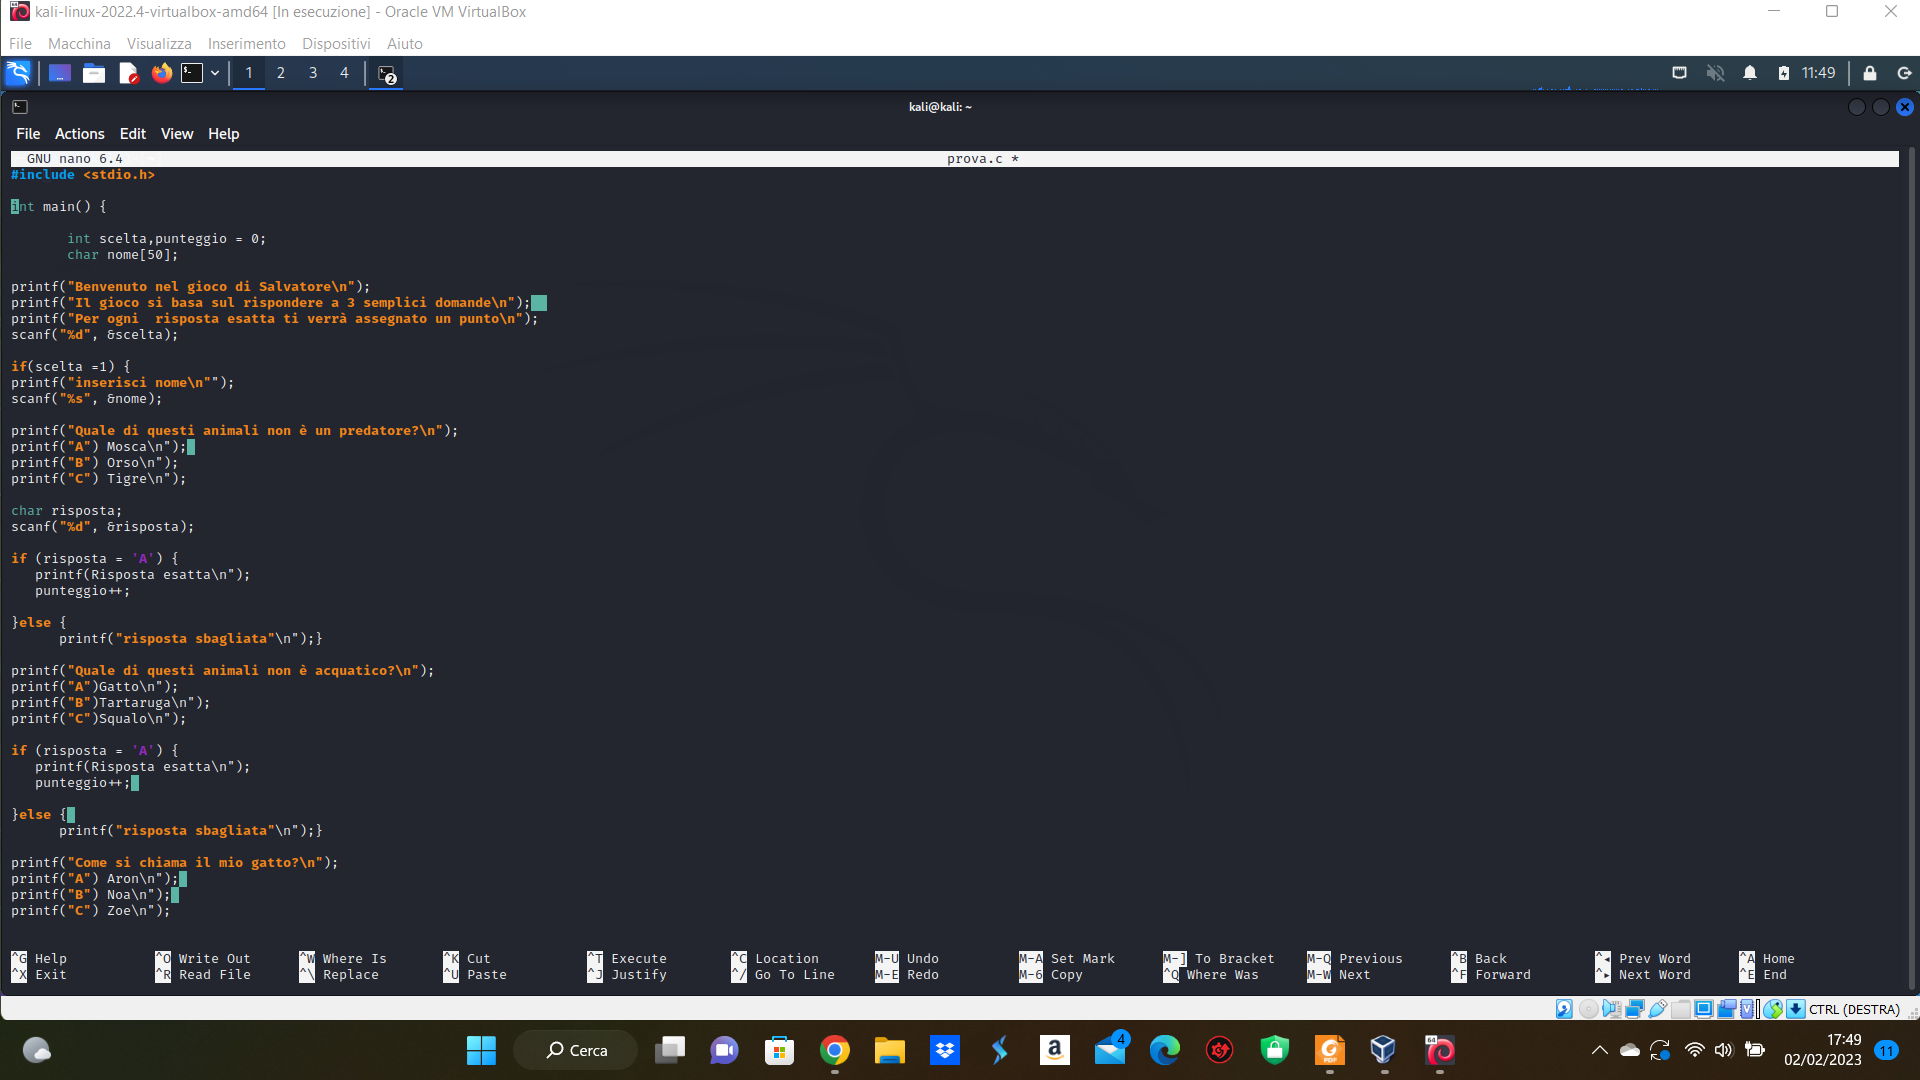 kali-linux-2022.4-virtualbox-amd64 [In esecuzione] - Oracle VM VirtualBox
File Macchina Visualizza Inserimento Dispositivi Aiuto
1 2 3 4 2 11:49
kali@kali: ~
File Actions Edit View Help
GNU nano 6.4 prova.c *
#include <stdio.h>
int main() {
int scelta,punteggio = 0;
char nome[50];
printf("Benvenuto nel gioco di Salvatore\n");
printf("Il gioco si basa sul rispondere a 3 semplici domande\n");
printf("Per ogni  risposta esatta ti verrà assegnato un punto\n");
scanf("%d", &scelta);
if(scelta =1) {
printf("inserisci nome\n"");
scanf("%s", &nome);
printf("Quale di questi animali non è un predatore?\n");
printf("A") Mosca\n");
printf("B") Orso\n");
printf("C") Tigre\n");
char risposta;
scanf("%d", &risposta);
if (risposta = 'A') {
printf(Risposta esatta\n");
punteggio++;
}else {
printf("risposta sbagliata"\n");}
printf("Quale di questi animali non è acquatico?\n");
printf("A")Gatto\n");
printf("B")Tartaruga\n");
printf("C")Squalo\n");
if (risposta = 'A') {
printf(Risposta esatta\n");
punteggio++;
}else {
printf("risposta sbagliata"\n");}
printf("Come si chiama il mio gatto?\n");
printf("A") Aron\n");
printf("B") Noa\n");
printf("C") Zoe\n");
^G Help ^O Write Out ^W Where Is ^K Cut ^T Execute ^C Location M-U Undo M-A Set Mark M-] To Bracket M-Q Previous ^B Back ^◂ Prev Word ^A Home
^X Exit ^R Read File ^\ Replace ^U Paste ^J Justify ^/ Go To Line M-E Redo M-6 Copy ^Q Where Was M-W Next ^F Forward ^▸ Next Word ^E End
CTRL (DESTRA)
Cerca 4 17:49
02/02/2023 11